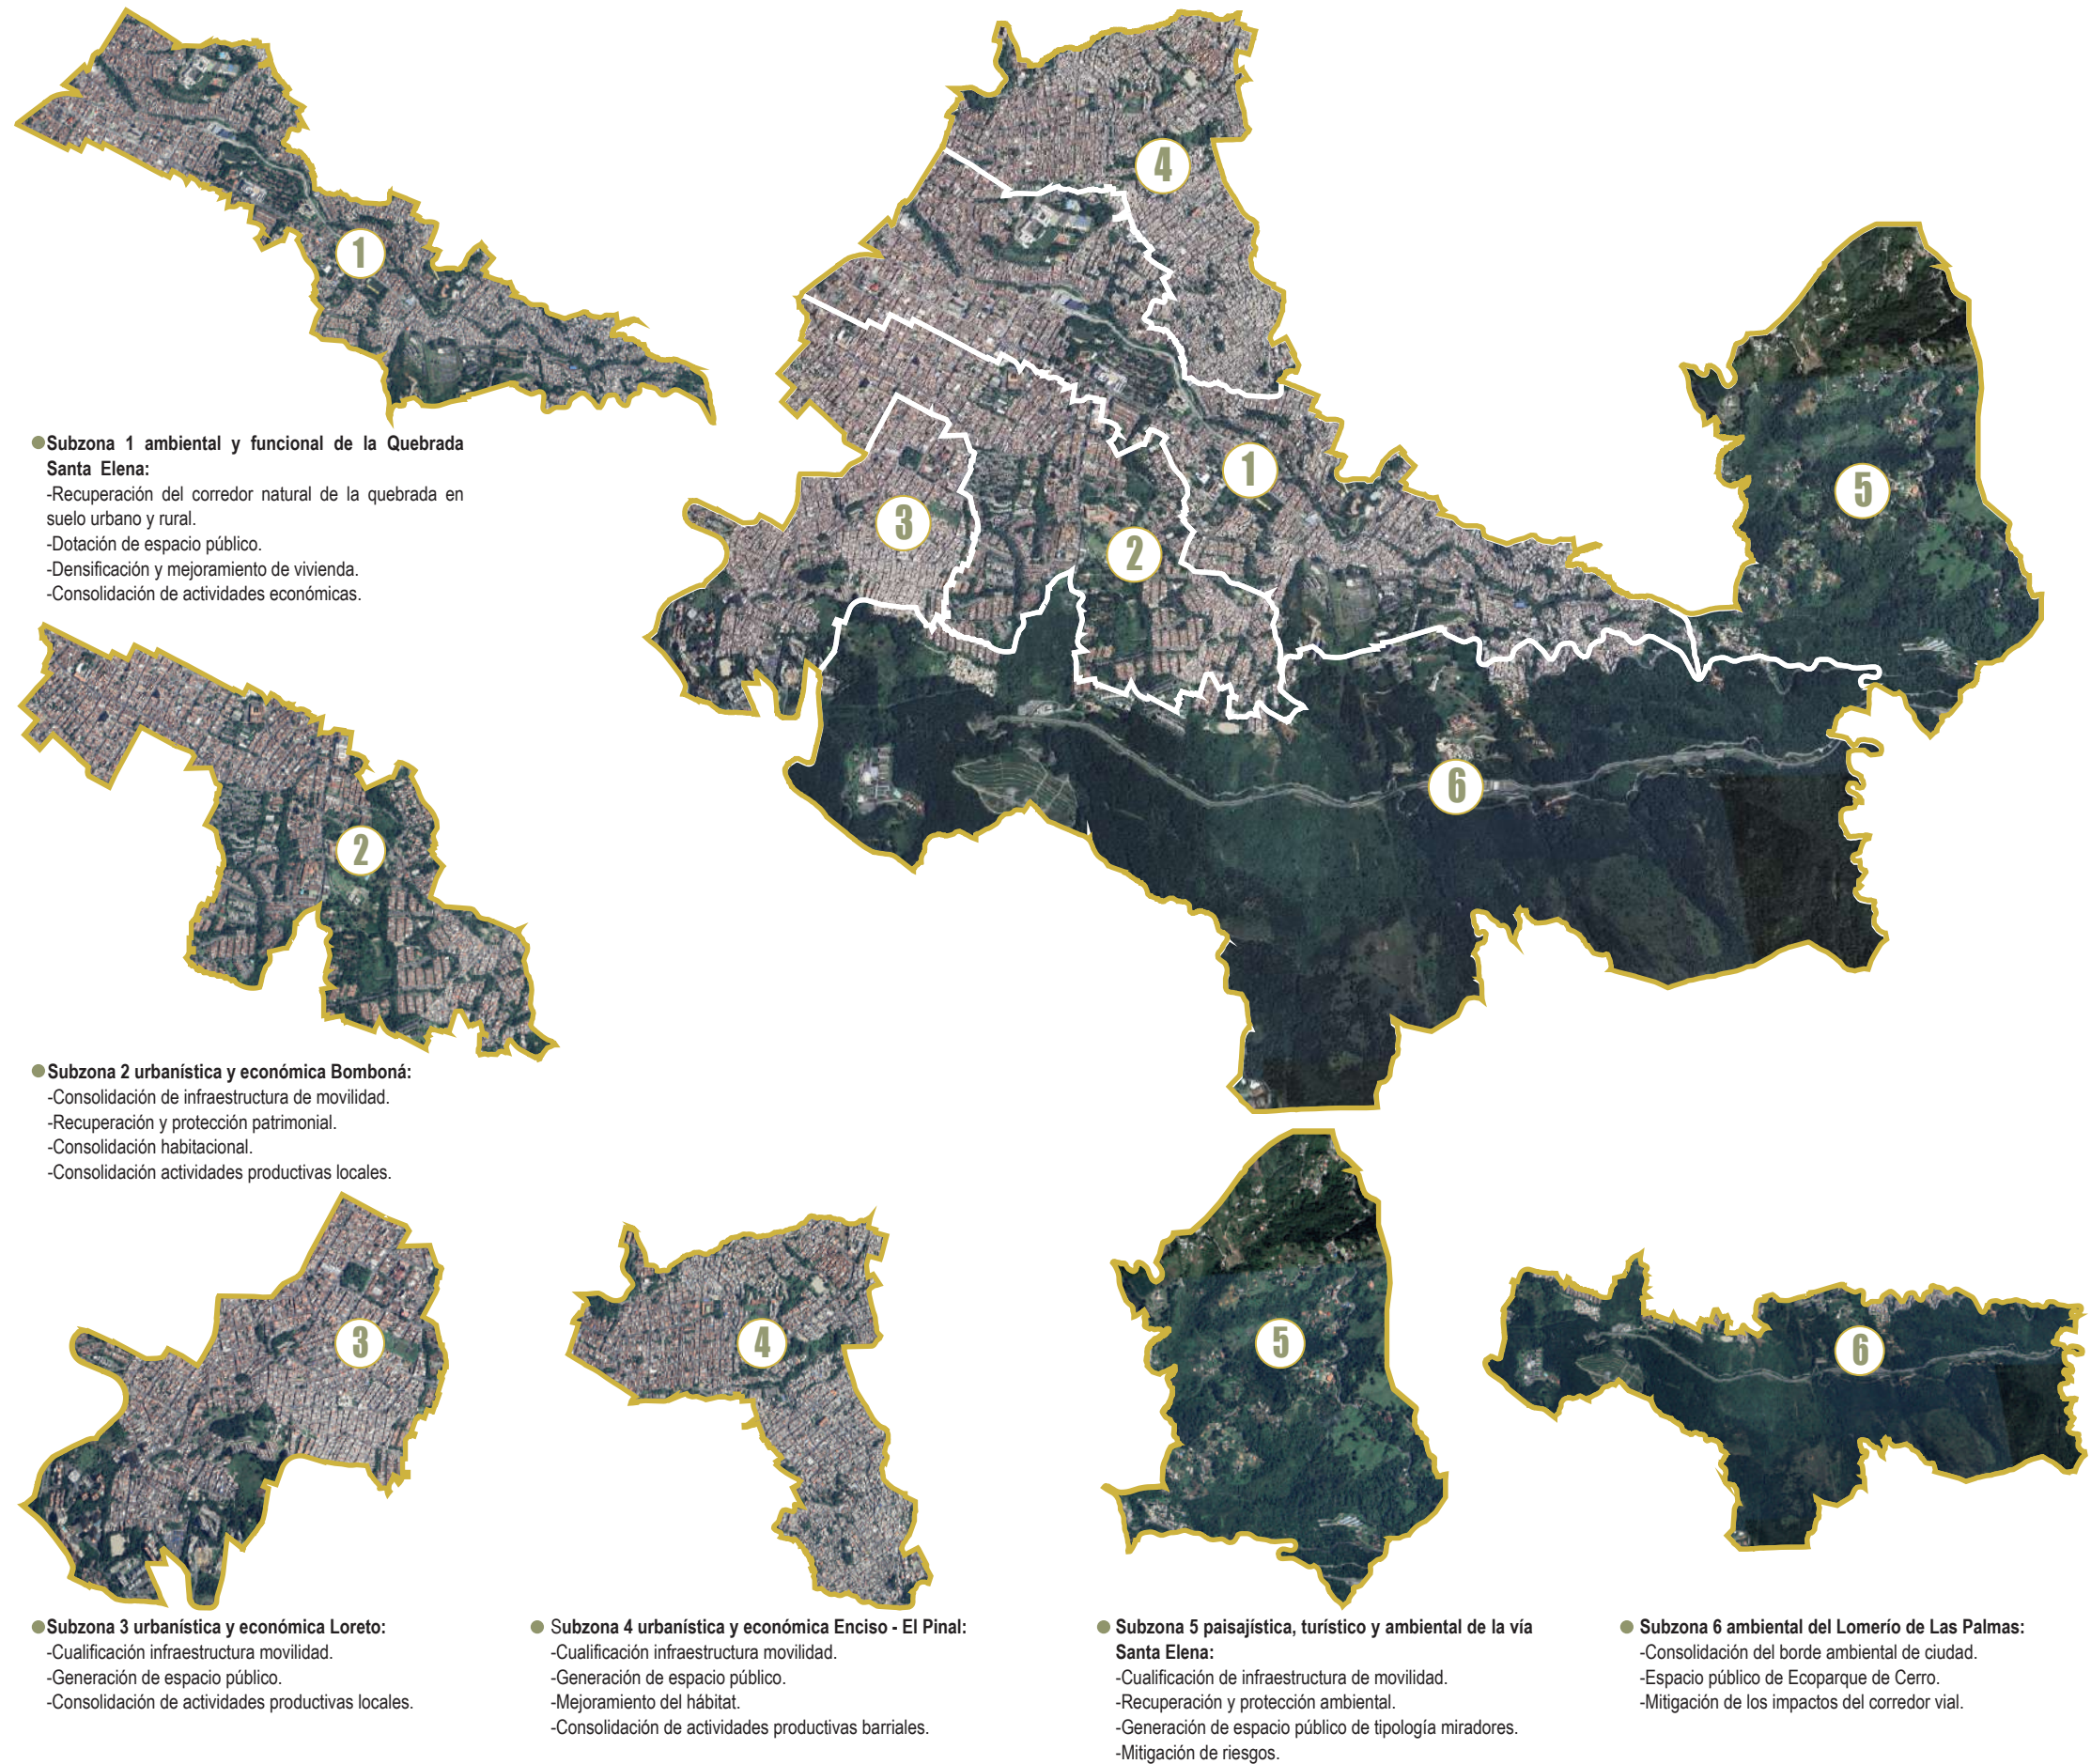 1
4
5
1
3
2
6
Subzona 1 ambiental y funcional de la Quebrada
Santa Elena:
-Recuperación del corredor natural de la quebrada en
suelo urbano y rural.
-Dotación de espacio público.
-Densificación y mejoramiento de vivienda.
-Consolidación de actividades económicas.
2
Subzona 2 urbanística y económica Bomboná:
-Consolidación de infraestructura de movilidad.
-Recuperación y protección patrimonial.
-Consolidación habitacional.
-Consolidación actividades productivas locales.
3
Subzona 3 urbanística y económica Loreto:
-Cualificación infraestructura movilidad.
-Generación de espacio público.
-Consolidación de actividades productivas locales.
4
Subzona 4 urbanística y económica Enciso - El Pinal:
-Cualificación infraestructura movilidad.
-Generación de espacio público.
-Mejoramiento del hábitat.
-Consolidación de actividades productivas barriales.
5
Subzona 5 paisajística, turístico y ambiental de la vía
Santa Elena:
-Cualificación de infraestructura de movilidad.
-Recuperación y protección ambiental.
-Generación de espacio público de tipología miradores.
-Mitigación de riesgos.
6
Subzona 6 ambiental del Lomerío de Las Palmas:
-Consolidación del borde ambiental de ciudad.
-Espacio público de Ecoparque de Cerro.
-Mitigación de los impactos del corredor vial.